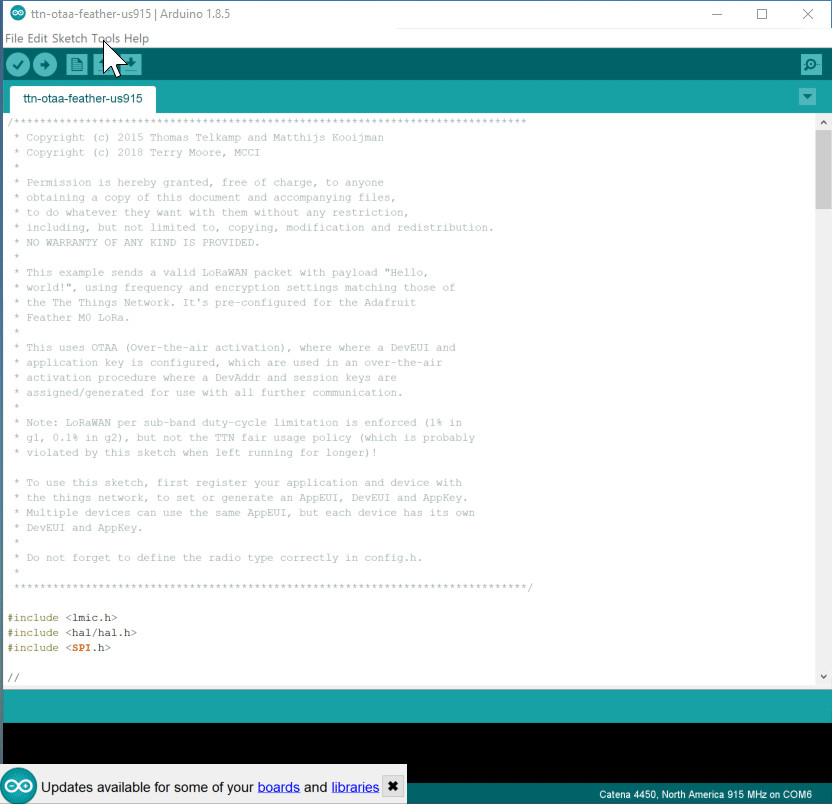 ttn-otaa-feather-us915 | Arduino 1.8.5
File Edit Sketch Tools Help
ttn-otaa-feather-us915
/*******************************************************************************
 * Copyright (c) 2015 Thomas Telkamp and Matthijs Kooijman
 * Copyright (c) 2018 Terry Moore, MCCI
 *
 * Permission is hereby granted, free of charge, to anyone
 * obtaining a copy of this document and accompanying files,
 * to do whatever they want with them without any restriction,
 * including, but not limited to, copying, modification and redistribution.
 * NO WARRANTY OF ANY KIND IS PROVIDED.
 *
 * This example sends a valid LoRaWAN packet with payload "Hello,
 * world!", using frequency and encryption settings matching those of
 * the The Things Network. It's pre-configured for the Adafruit
 * Feather M0 LoRa.
 *
 * This uses OTAA (Over-the-air activation), where where a DevEUI and
 * application key is configured, which are used in an over-the-air
 * activation procedure where a DevAddr and session keys are
 * assigned/generated for use with all further communication.
 *
 * Note: LoRaWAN per sub-band duty-cycle limitation is enforced (1% in
 * g1, 0.1% in g2), but not the TTN fair usage policy (which is probably
 * violated by this sketch when left running for longer)!

 * To use this sketch, first register your application and device with
 * the things network, to set or generate an AppEUI, DevEUI and AppKey.
 * Multiple devices can use the same AppEUI, but each device has its own
 * DevEUI and AppKey.
 *
 * Do not forget to define the radio type correctly in config.h.
 *
 *******************************************************************************/
#include <lmic.h>
#include <hal/hal.h>
#include <SPI.h>
//
Updates available for some of your boards and libraries
Catena 4450, North America 915 MHz on COM6